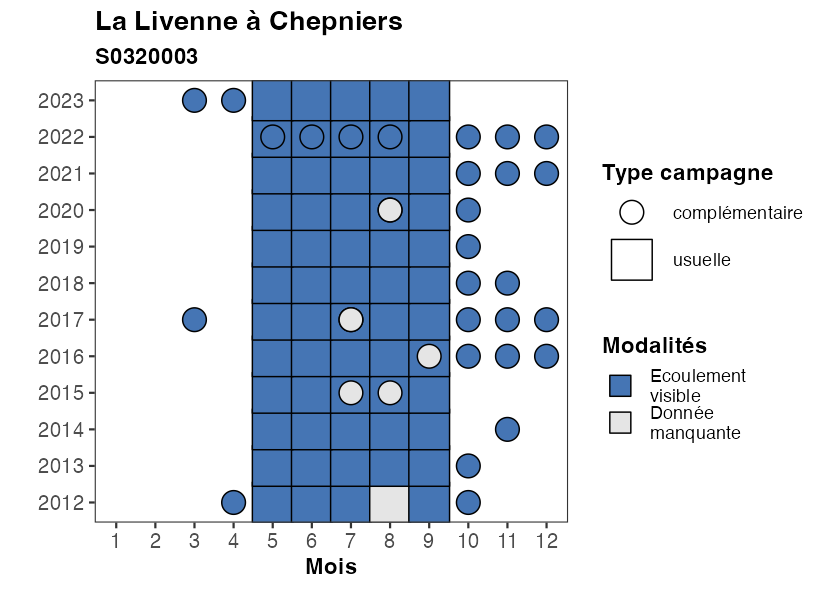 La Livenne à Chepniers
S0320003
2023
2022
2021
2020
2019
2018
2017
2016
2015
2014
2013
2012
1 2 3 4 5 6 7 8 9 10 11 12
Mois
Type campagne
complémentaire
usuelle
Modalités
Ecoulement
visible
Donnée
manquante